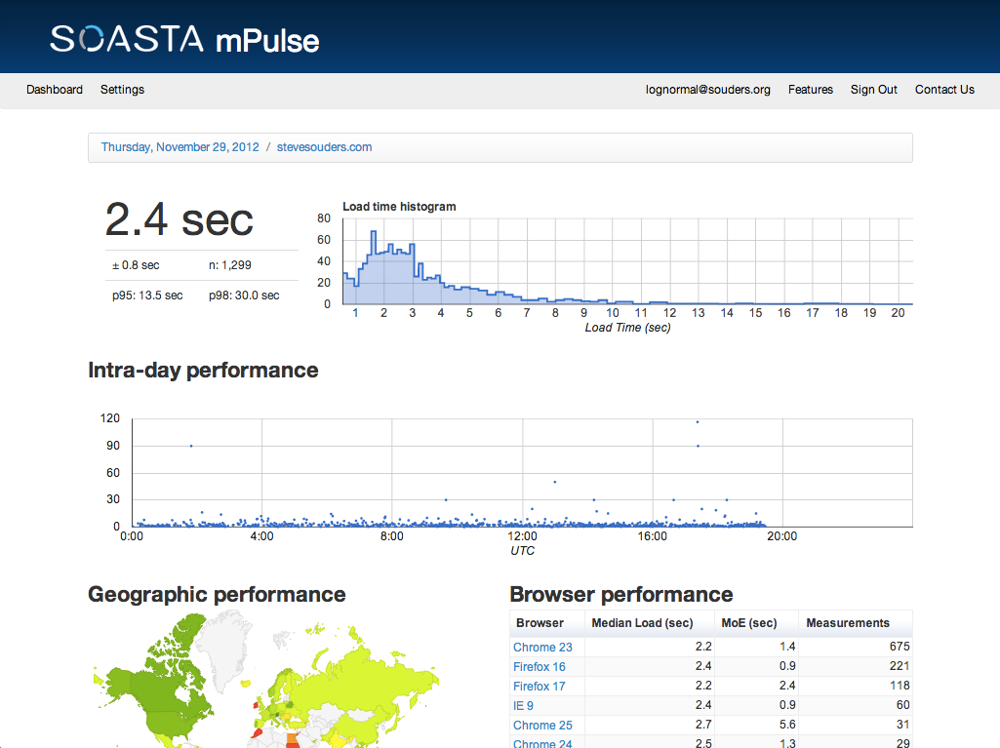 SOASTA mPulse
Dashboard Settings lognormal@souders.org Features Sign Out Contact Us
Thursday, November 29, 2012 / stevesouders.com
2.4 sec
± 0.8 sec n: 1,299
p95: 13.5 sec p98: 30.0 sec
Load time histogram
80
60
40
20
0
1 2 3 4 5 6 7 8 9 10 11 12 13 14 15 16 17 18 19 20
Load Time (sec)
Intra-day performance
120
90
60
30
0
0:00 4:00 8:00 12:00 16:00 20:00
UTC
Geographic performance
Browser performance
Browser Median Load (sec) MoE (sec) Measurements
Chrome 23 2.2 1.4 675
Firefox 16 2.4 0.9 221
Firefox 17 2.2 2.4 118
IE 9 2.4 0.9 60
Chrome 25 2.7 5.6 31
Chrome 24 2.5 1.3 29